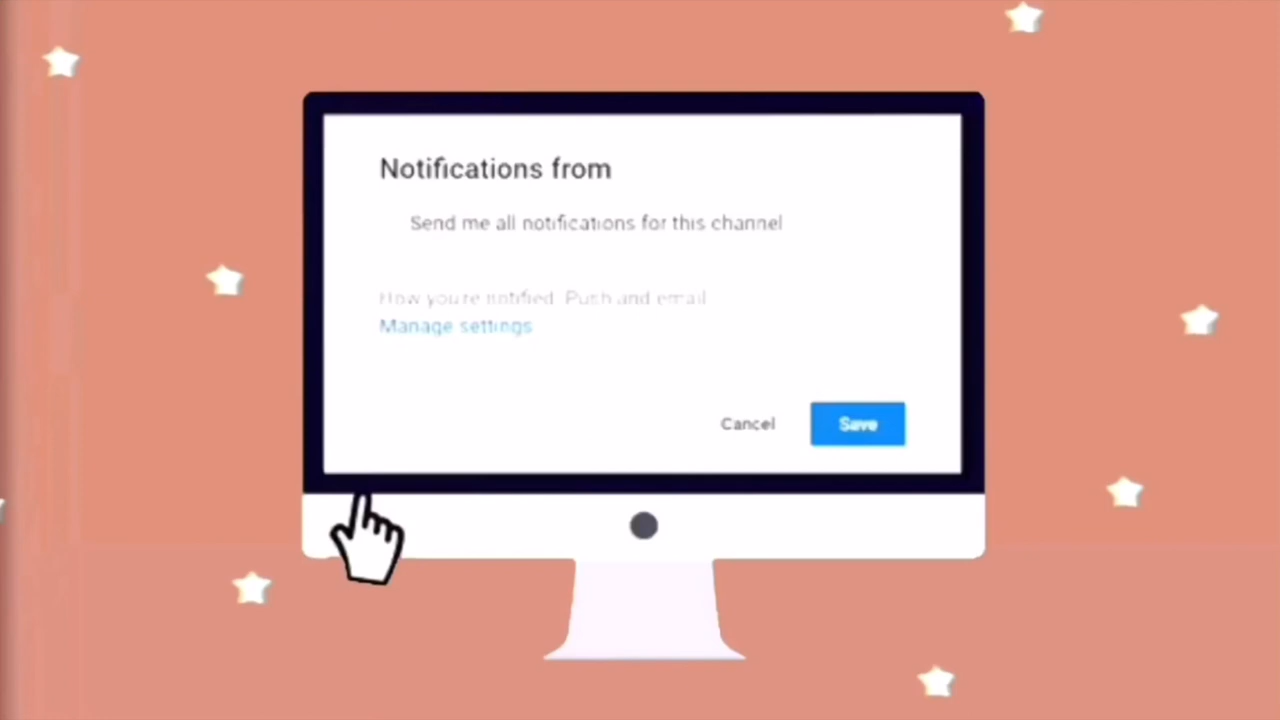 Notifications from
Send me all notifications for this channel
How you're notified: Push and email
Manage settings
Cancel
Save